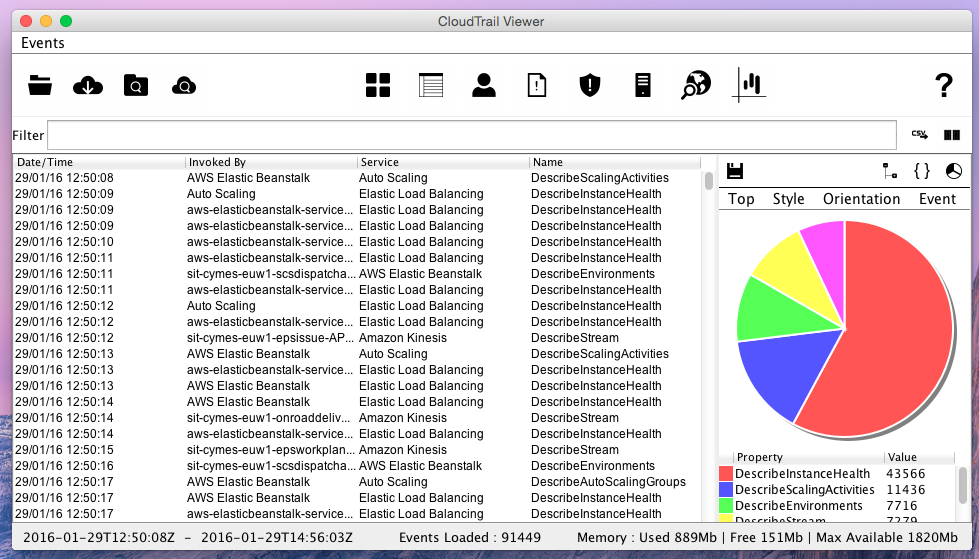 CloudTrail Viewer
Events
?
Filter
CSV
Date/Time Invoked By Service Name
29/01/16 12:50:08 AWS Elastic Beanstalk Auto Scaling DescribeScalingActivities
29/01/16 12:50:09 Auto Scaling Elastic Load Balancing DescribeInstanceHealth
29/01/16 12:50:09 aws-elasticbeanstalk-service... Elastic Load Balancing DescribeInstanceHealth
29/01/16 12:50:09 aws-elasticbeanstalk-service... Elastic Load Balancing DescribeInstanceHealth
29/01/16 12:50:10 aws-elasticbeanstalk-service... Elastic Load Balancing DescribeInstanceHealth
29/01/16 12:50:11 aws-elasticbeanstalk-service... Elastic Load Balancing DescribeInstanceHealth
29/01/16 12:50:11 sit-cymes-euw1-scsdispatcha... AWS Elastic Beanstalk DescribeEnvironments
29/01/16 12:50:11 aws-elasticbeanstalk-service... Elastic Load Balancing DescribeInstanceHealth
29/01/16 12:50:12 Auto Scaling Elastic Load Balancing DescribeInstanceHealth
29/01/16 12:50:12 aws-elasticbeanstalk-service... Elastic Load Balancing DescribeInstanceHealth
29/01/16 12:50:12 sit-cymes-euw1-epsissue-AP... Amazon Kinesis DescribeStream
29/01/16 12:50:13 AWS Elastic Beanstalk Auto Scaling DescribeScalingActivities
29/01/16 12:50:13 aws-elasticbeanstalk-service... Elastic Load Balancing DescribeInstanceHealth
29/01/16 12:50:13 AWS Elastic Beanstalk Elastic Load Balancing DescribeInstanceHealth
29/01/16 12:50:14 AWS Elastic Beanstalk Elastic Load Balancing DescribeInstanceHealth
29/01/16 12:50:14 sit-cymes-euw1-onroaddeliv... Amazon Kinesis DescribeStream
29/01/16 12:50:14 aws-elasticbeanstalk-service... Elastic Load Balancing DescribeInstanceHealth
29/01/16 12:50:15 sit-cymes-euw1-epsworkplan... Amazon Kinesis DescribeStream
29/01/16 12:50:16 sit-cymes-euw1-scsdispatcha... AWS Elastic Beanstalk DescribeEnvironments
29/01/16 12:50:17 AWS Elastic Beanstalk Auto Scaling DescribeAutoScalingGroups
29/01/16 12:50:17 AWS Elastic Beanstalk Elastic Load Balancing DescribeInstanceHealth
29/01/16 12:50:17 aws-elasticbeanstalk-service... Elastic Load Balancing DescribeInstanceHealth
{ }
Top Style Orientation Event
Property Value
DescribeInstanceHealth 43566
DescribeScalingActivities 11436
DescribeEnvironments 7716
DescribeStream 7279
2016-01-29T12:50:08Z - 2016-01-29T14:56:03Z Events Loaded : 91449 Memory : Used 889Mb | Free 151Mb | Max Available 1820Mb